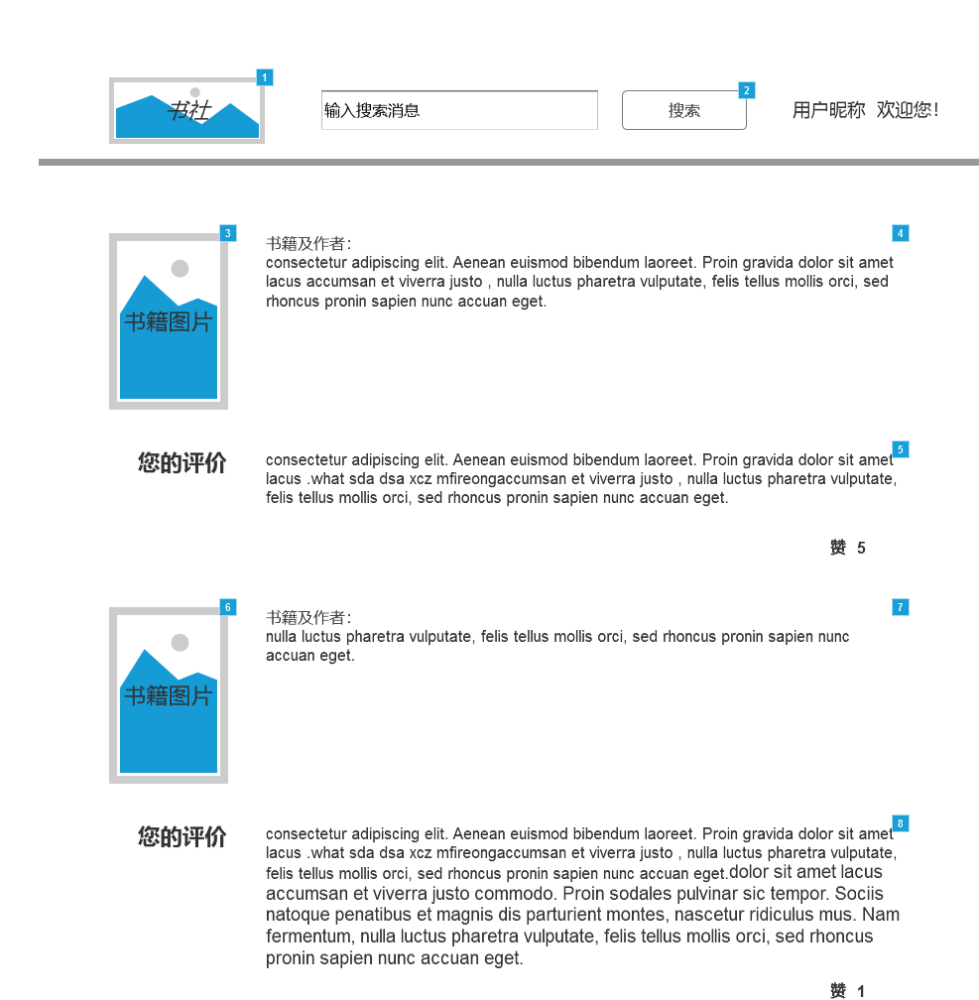 1
书社
输入搜索消息
搜索
2
用户昵称 欢迎您!
3
书籍图片
4
书籍及作者:
consectetur adipiscing elit. Aenean euismod bibendum laoreet. Proin gravida dolor sit amet
lacus accumsan et viverra justo , nulla luctus pharetra vulputate, felis tellus mollis orci, sed
rhoncus pronin sapien nunc accuan eget.
您的评价
5
consectetur adipiscing elit. Aenean euismod bibendum laoreet. Proin gravida dolor sit amet
lacus .what sda dsa xcz mfireongaccumsan et viverra justo , nulla luctus pharetra vulputate,
felis tellus mollis orci, sed rhoncus pronin sapien nunc accuan eget.
赞 5
6
书籍图片
7
书籍及作者:
nulla luctus pharetra vulputate, felis tellus mollis orci, sed rhoncus pronin sapien nunc
accuan eget.
您的评价
8
consectetur adipiscing elit. Aenean euismod bibendum laoreet. Proin gravida dolor sit amet
lacus .what sda dsa xcz mfireongaccumsan et viverra justo , nulla luctus pharetra vulputate,
felis tellus mollis orci, sed rhoncus pronin sapien nunc accuan eget.dolor sit amet lacus
accumsan et viverra justo commodo. Proin sodales pulvinar sic tempor. Sociis
natoque penatibus et magnis dis parturient montes, nascetur ridiculus mus. Nam
fermentum, nulla luctus pharetra vulputate, felis tellus mollis orci, sed rhoncus
pronin sapien nunc accuan eget.
赞 1